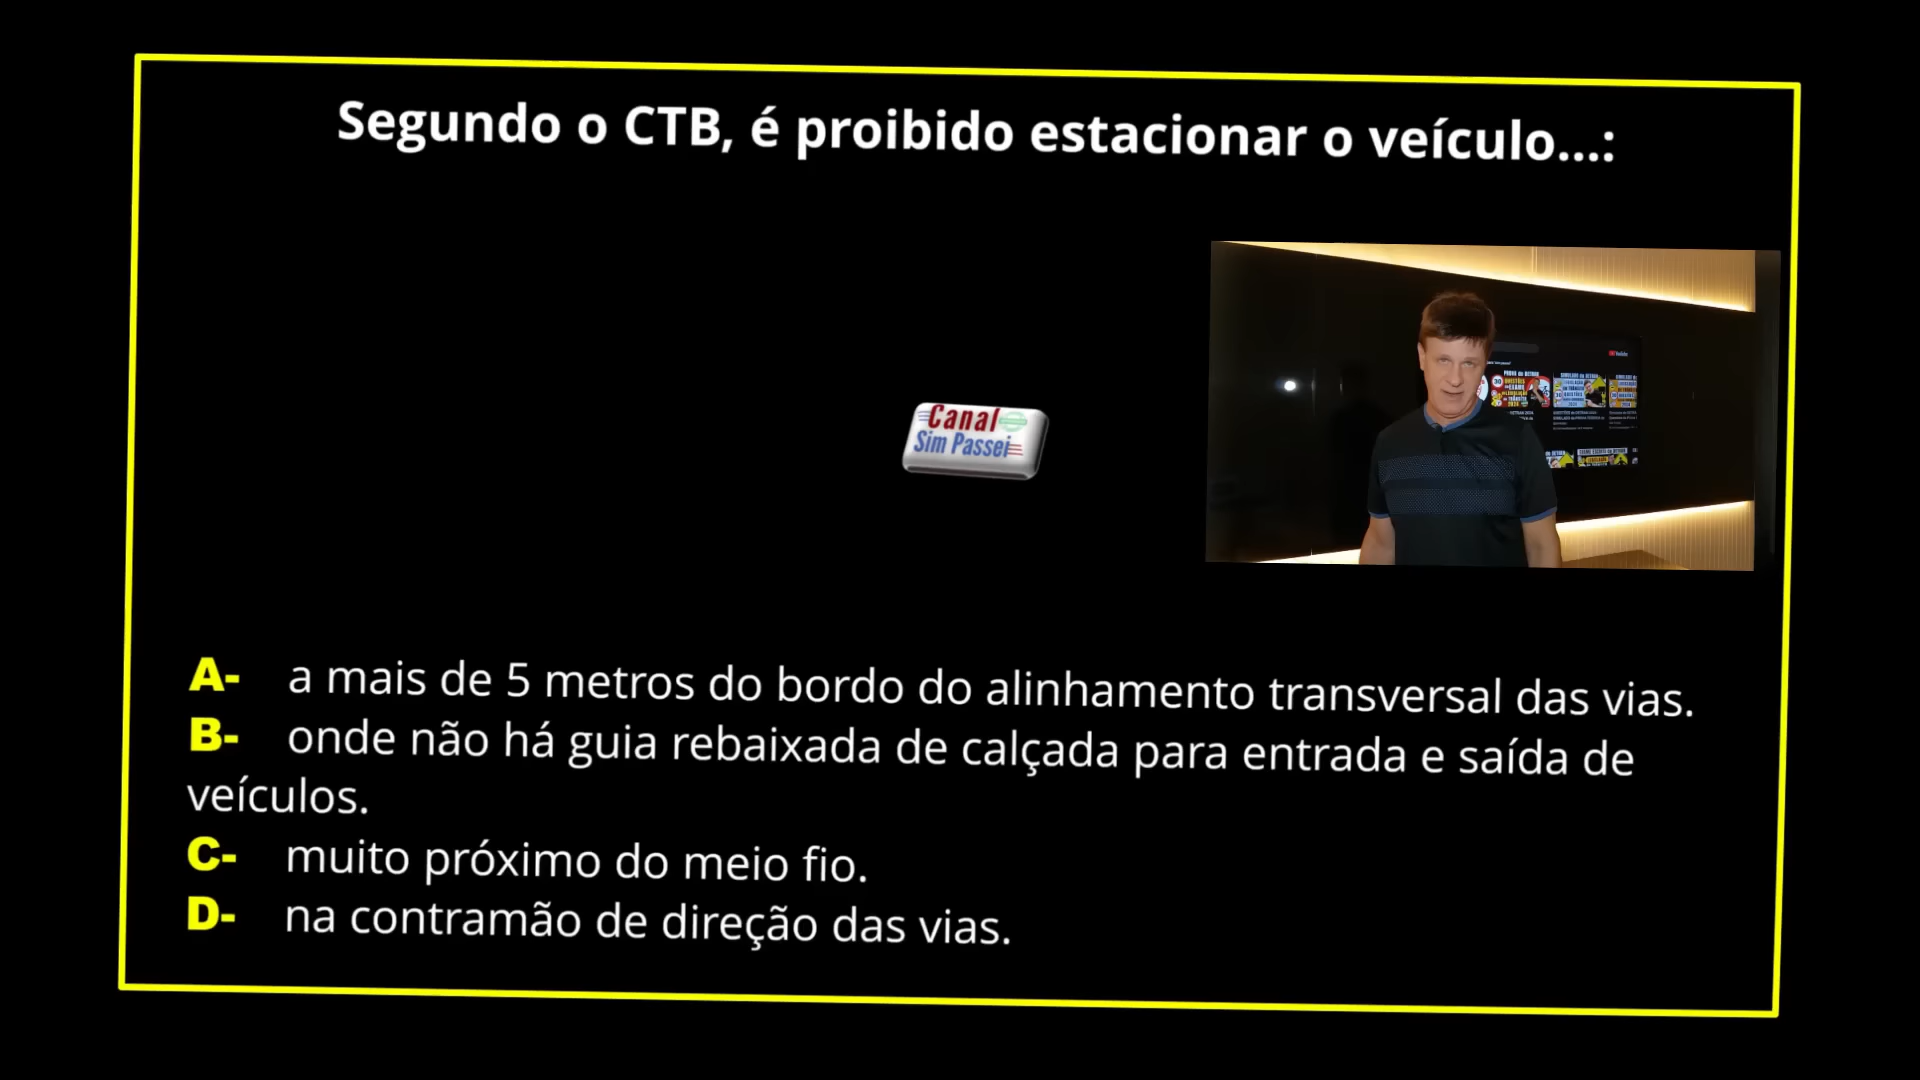 Segundo o CTB, é proibido estacionar o veículo...:
Canal
Sim Passei
A- a mais de 5 metros do bordo do alinhamento transversal das vias.
B- onde não há guia rebaixada de calçada para entrada e saída de
veículos.
C- muito próximo do meio fio.
D- na contramão de direção das vias.